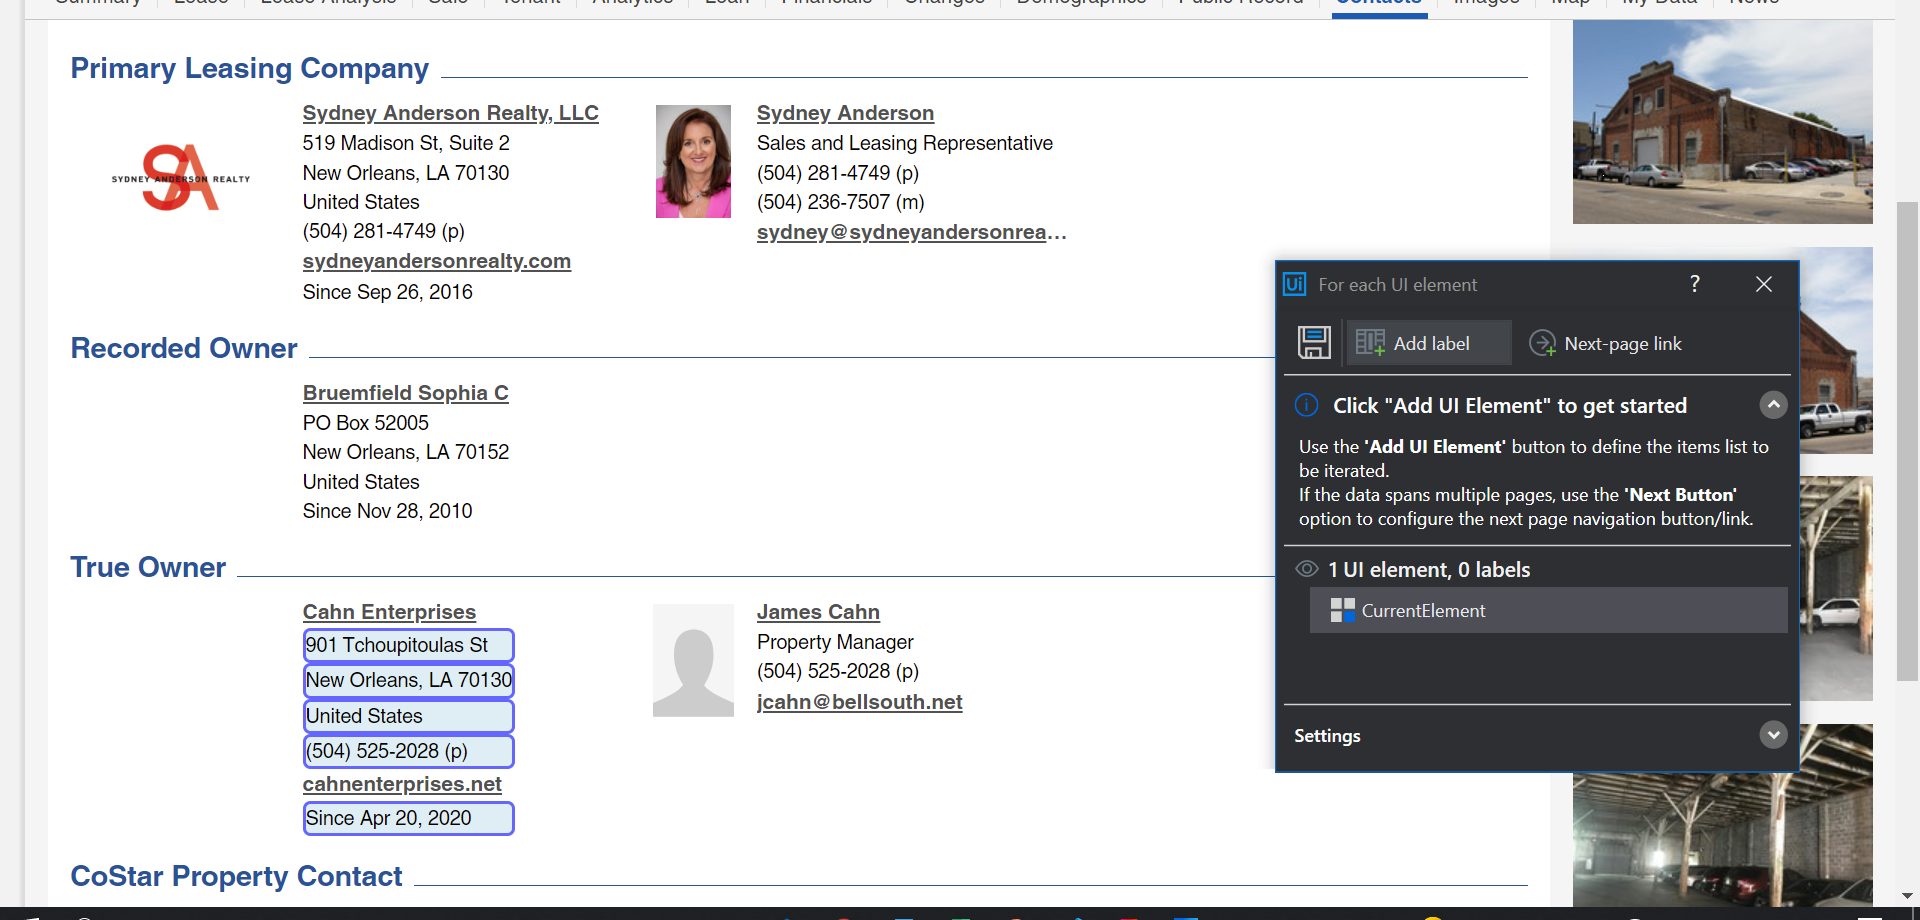 Summary Lease Lease Analysis Sale Tenant Analytics Loan Financials Changes Demographics Public Record Contacts Images Map My Data News
Primary Leasing Company
SYDNEY ANDERSON REALTY
SA
Sydney Anderson Realty, LLC
519 Madison St, Suite 2
New Orleans, LA 70130
United States
(504) 281-4749 (p)
sydneyandersonrealty.com
Since Sep 26, 2016
Sydney Anderson
Sales and Leasing Representative
(504) 281-4749 (p)
(504) 236-7507 (m)
sydney@sydneyandersonrea...
Recorded Owner
Bruemfield Sophia C
PO Box 52005
New Orleans, LA 70152
United States
Since Nov 28, 2010
True Owner
Cahn Enterprises
901 Tchoupitoulas St
New Orleans, LA 70130
United States
(504) 525-2028 (p)
cahnenterprises.net
Since Apr 20, 2020
James Cahn
Property Manager
(504) 525-2028 (p)
jcahn@bellsouth.net
CoStar Property Contact
Ui For each UI element ?
Add label Next-page link
Click "Add UI Element" to get started
Use the 'Add UI Element' button to define the items list to
be iterated.
If the data spans multiple pages, use the 'Next Button'
option to configure the next page navigation button/link.
1 UI element, 0 labels
CurrentElement
Settings